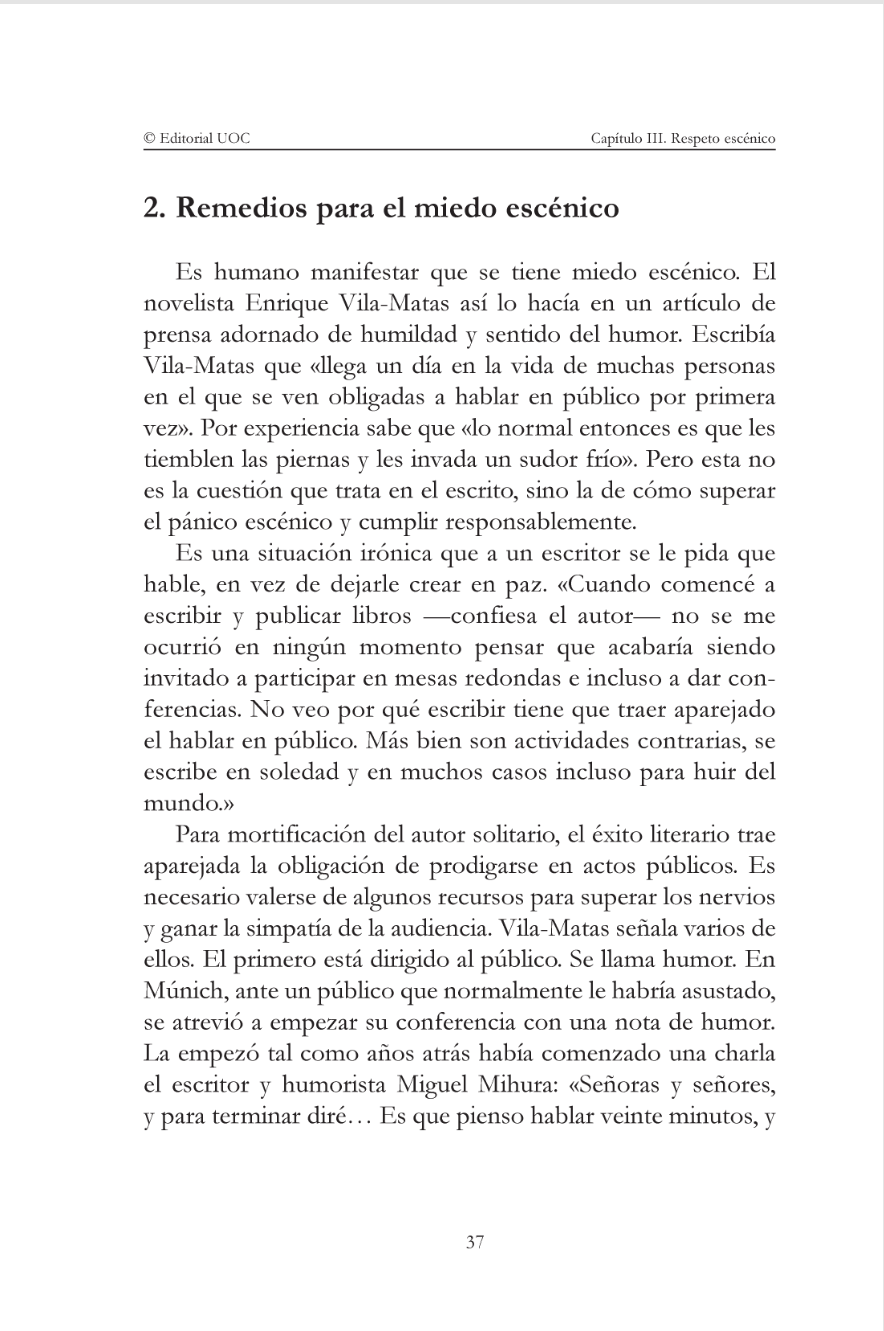 © Editorial UOC
Capítulo III. Respeto escénico
2. Remedios para el miedo escénico
Es humano manifestar que se tiene miedo escénico. El
novelista Enrique Vila-Matas así lo hacía en un artículo de
prensa adornado de humildad y sentido del humor. Escribía
Vila-Matas que «llega un día en la vida de muchas personas
en el que se ven obligadas a hablar en público por primera
vez». Por experiencia sabe que «lo normal entonces es que les
tiemblen las piernas y les invada un sudor frío». Pero esta no
es la cuestión que trata en el escrito, sino la de cómo superar
el pánico escénico y cumplir responsablemente.
Es una situación irónica que a un escritor se le pida que
hable, en vez de dejarle crear en paz. «Cuando comencé a
escribir y publicar libros —confiesa el autor— no se me
ocurrió en ningún momento pensar que acabaría siendo
invitado a participar en mesas redondas e incluso a dar con-
ferencias. No veo por qué escribir tiene que traer aparejado
el hablar en público. Más bien son actividades contrarias, se
escribe en soledad y en muchos casos incluso para huir del
mundo.»
Para mortificación del autor solitario, el éxito literario trae
aparejada la obligación de prodigarse en actos públicos. Es
necesario valerse de algunos recursos para superar los nervios
y ganar la simpatía de la audiencia. Vila-Matas señala varios de
ellos. El primero está dirigido al público. Se llama humor. En
Múnich, ante un público que normalmente le habría asustado,
se atrevió a empezar su conferencia con una nota de humor.
La empezó tal como años atrás había comenzado una charla
el escritor y humorista Miguel Mihura: «Señoras y señores,
y para terminar diré… Es que pienso hablar veinte minutos, y
37